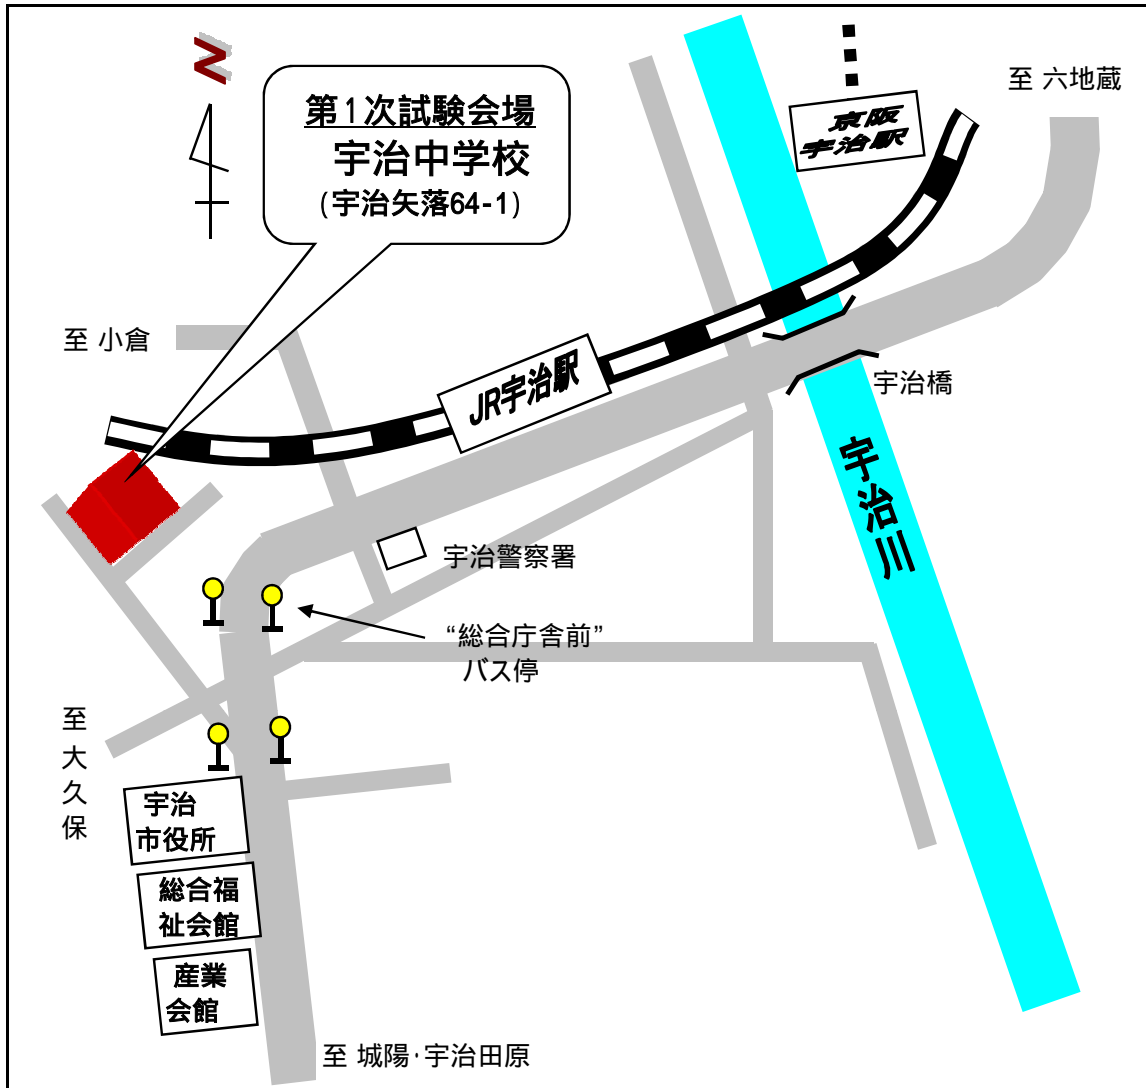 N
至 六地蔵
京阪
宇治駅
第1次試験会場
宇治中学校
(宇治矢落64-1)
至 小倉
JR宇治駅
宇治橋
宇治川
宇治警察署
“総合庁舎前”
バス停
至大久保
宇治
市役所
総合福
祉会館
産業
会館
至 城陽・宇治田原